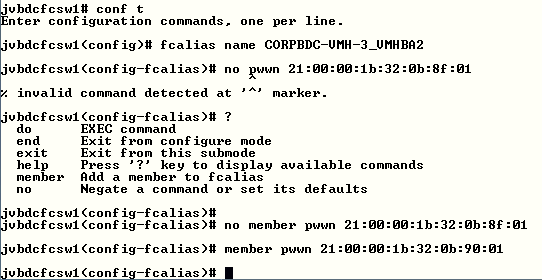 jvbdcfcsw1# conf t
Enter configuration commands, one per line.
jvbdcfcsw1(config)# fcalias name CORPBDC-VMH-3_VMHBA2
jvbdcfcsw1(config-fcalias)# no pwwn 21:00:00:1b:32:0b:8f:01
^
% invalid command detected at '^' marker.
jvbdcfcsw1(config-fcalias)# ?
do EXEC command
end Exit from configure mode
exit Exit from this submode
help Press '?' key to display available commands
member Add a member to fcalias
no Negate a command or set its defaults
jvbdcfcsw1(config-fcalias)#
jvbdcfcsw1(config-fcalias)# no member pwwn 21:00:00:1b:32:0b:8f:01
jvbdcfcsw1(config-fcalias)# member pwwn 21:00:00:1b:32:0b:90:01
jvbdcfcsw1(config-fcalias)#